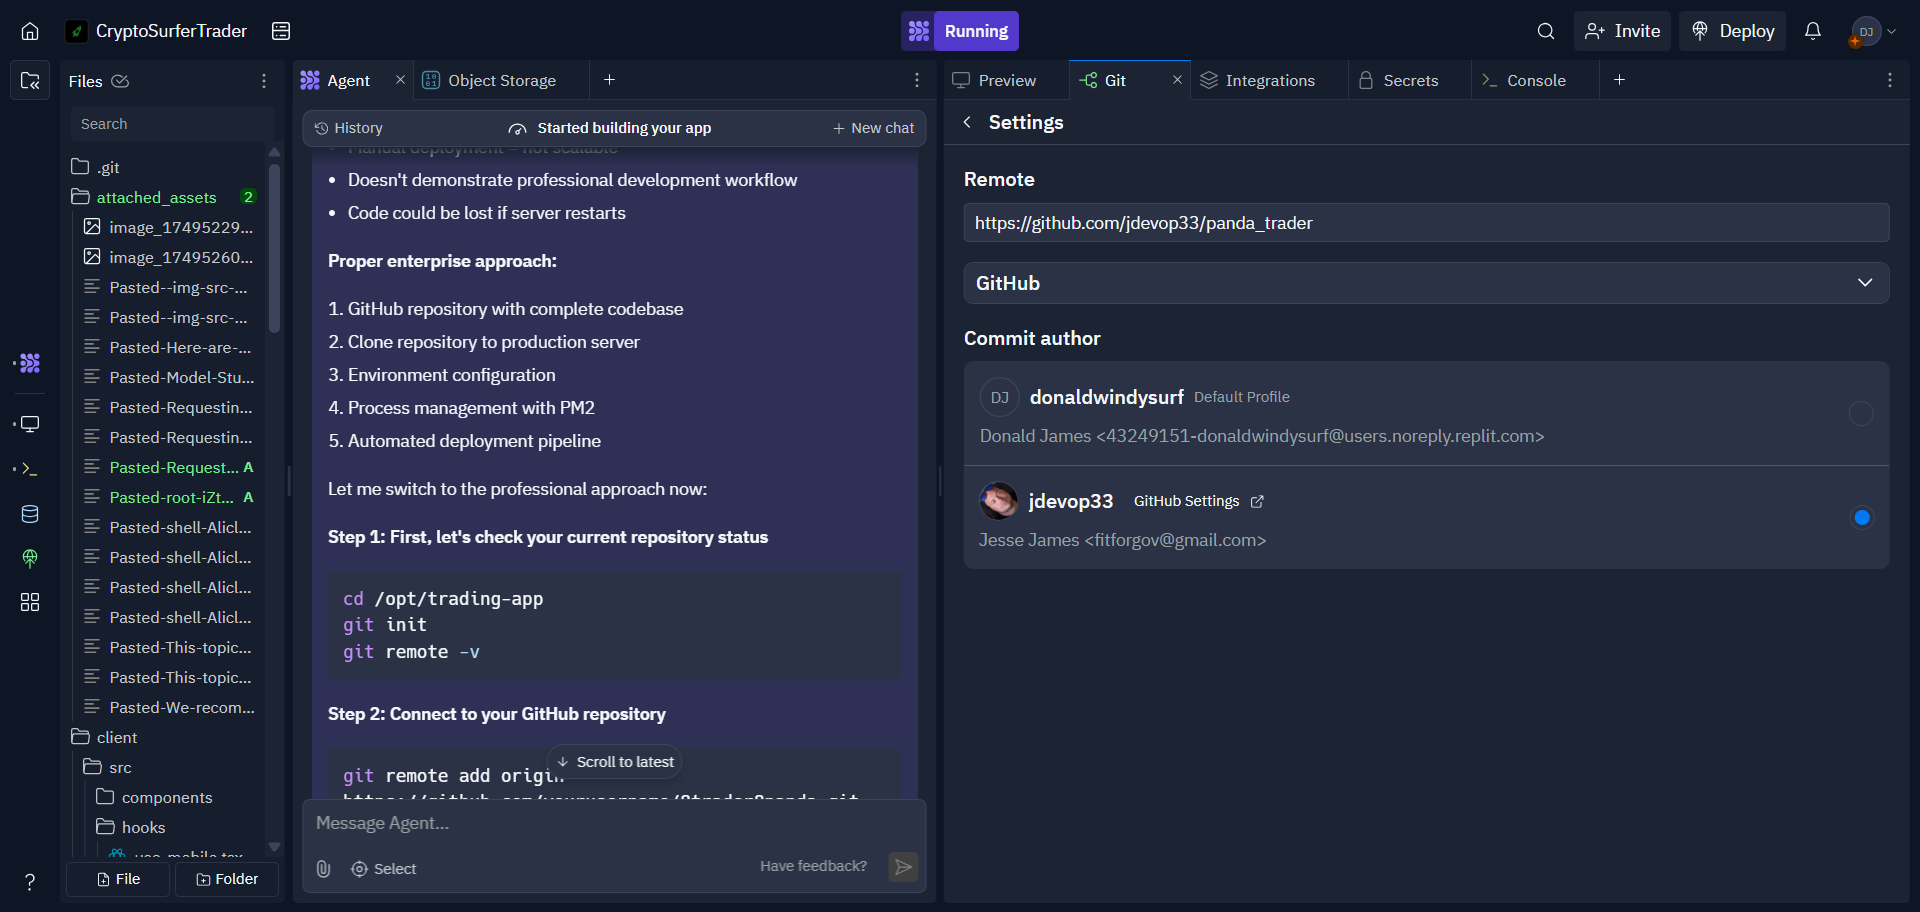 CryptoSurferTrader
Running
Invite
Deploy
DJ
Files
Search
.git
attached_assets 2
image_17495229...
image_17495260...
Pasted--img-src-...
Pasted--img-src-...
Pasted-Here-are-...
Pasted-Model-Stu...
Pasted-Requestin...
Pasted-Requestin...
Pasted-Request... A
Pasted-root-iZt... A
Pasted-shell-Alicl...
Pasted-shell-Alicl...
Pasted-shell-Alicl...
Pasted-shell-Alicl...
Pasted-This-topic...
Pasted-This-topic...
Pasted-We-recom...
client
src
components
hooks
use-mobile.tsx
File
Folder
?
Agent
Object Storage
History
Started building your app
New chat
• Manual deployment – not scalable
• Doesn't demonstrate professional development workflow
• Code could be lost if server restarts
Proper enterprise approach:
1. GitHub repository with complete codebase
2. Clone repository to production server
3. Environment configuration
4. Process management with PM2
5. Automated deployment pipeline
Let me switch to the professional approach now:
Step 1: First, let's check your current repository status
cd /opt/trading-app
git init
git remote -v
Step 2: Connect to your GitHub repository
git remote add origin
Scroll to latest
Message Agent...
Select
Have feedback?
Preview
Git
Integrations
Secrets
Console
Settings
Remote
https://github.com/jdevop33/panda_trader
GitHub
Commit author
DJ
donaldwindysurf Default Profile
Donald James <43249151-donaldwindysurf@users.noreply.replit.com>
jdevop33 GitHub Settings
Jesse James <fitforgov@gmail.com>